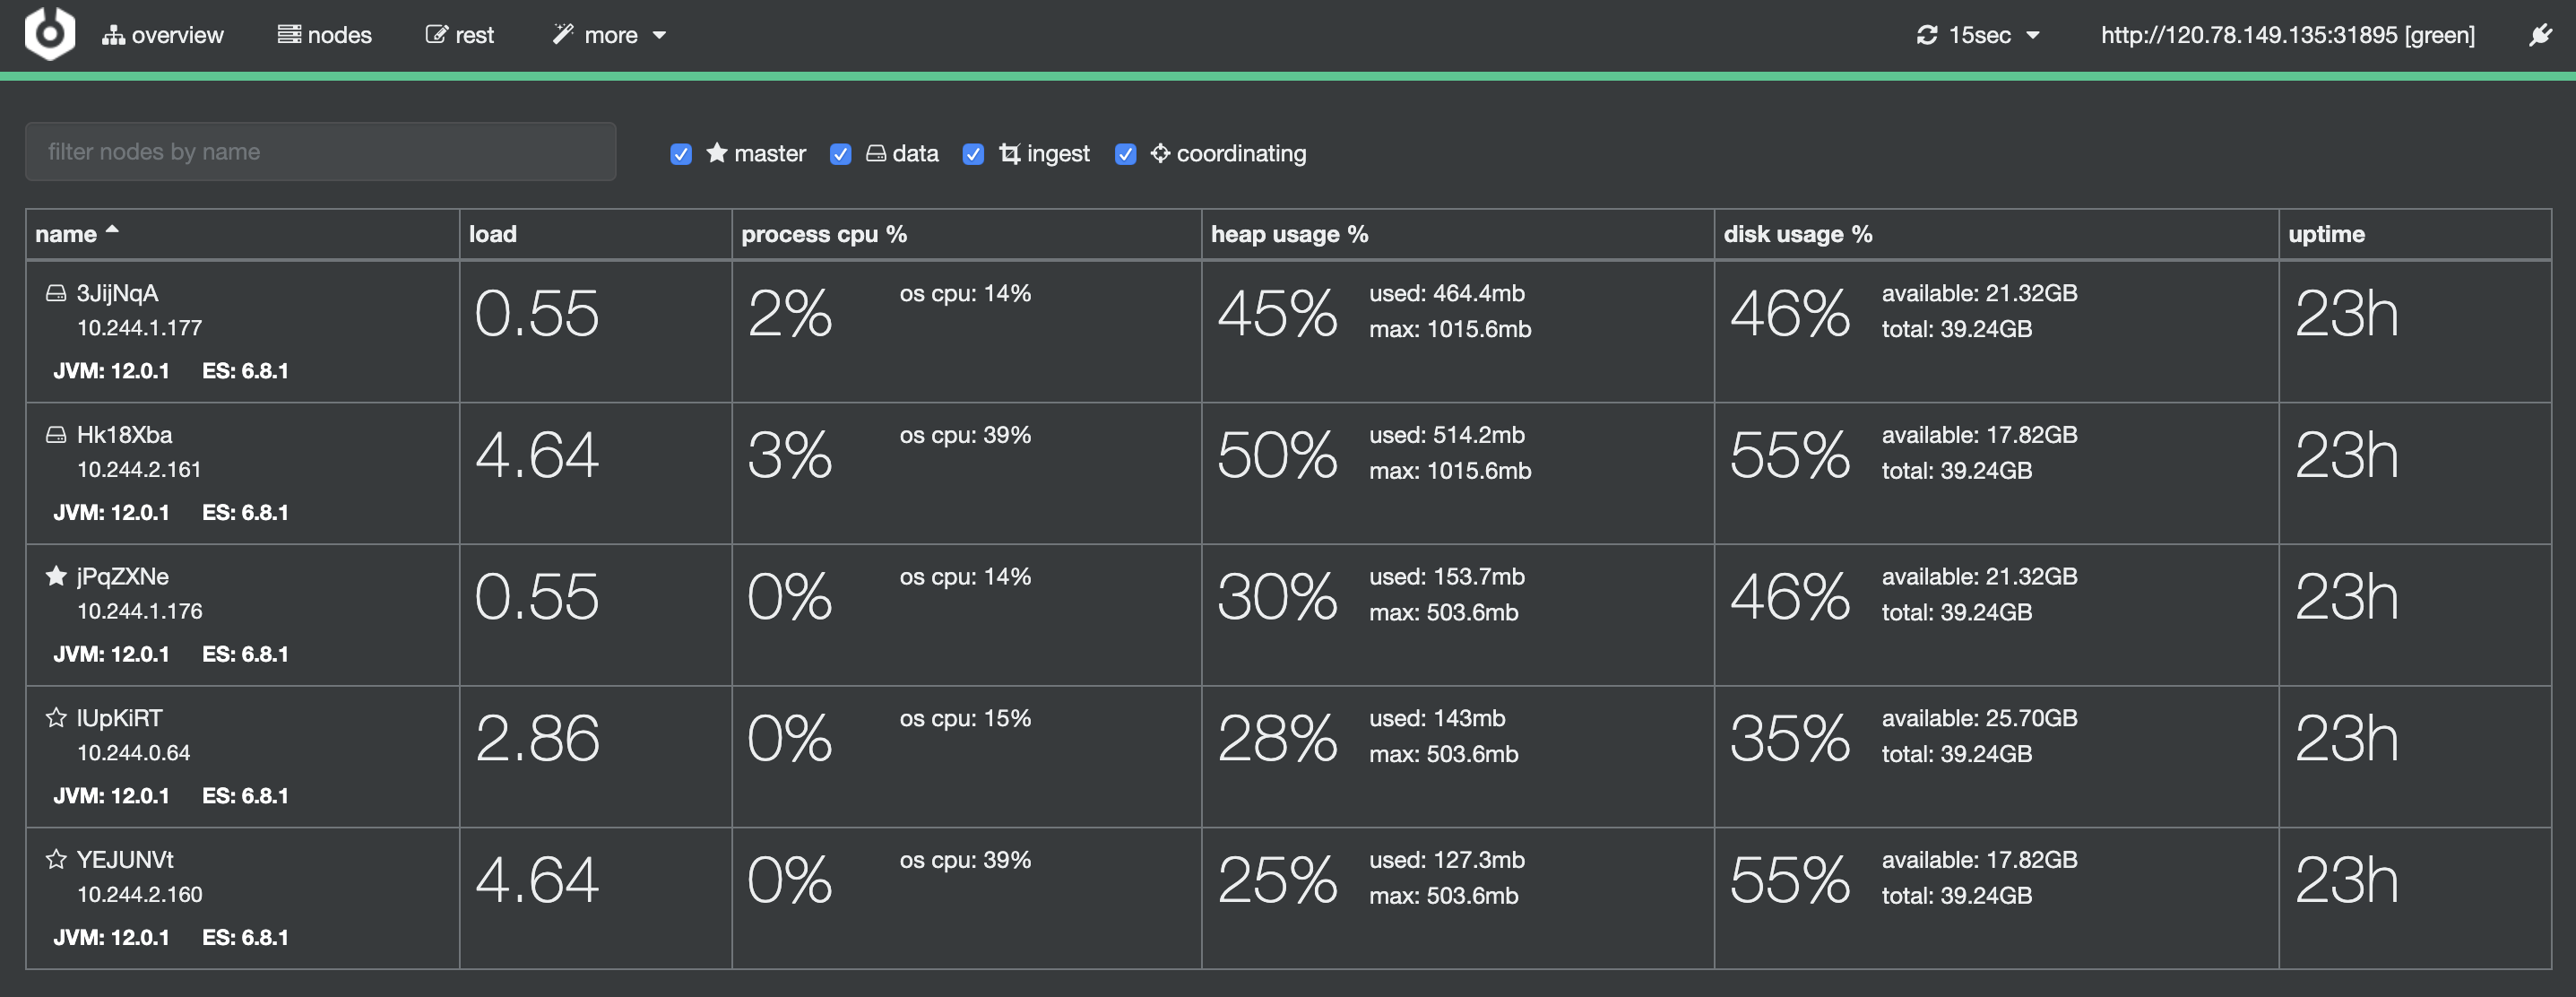 overview nodes rest more 15sec http://120.78.149.135:31895 [green]
filter nodes by name master data ingest coordinating
name load process cpu % heap usage % disk usage % uptime
3JijNqA 0.55 2% os cpu: 14% 45% used: 464.4mb 46% available: 21.32GB 23h
10.244.1.177 max: 1015.6mb total: 39.24GB
JVM: 12.0.1 ES: 6.8.1
Hk18Xba 4.64 3% os cpu: 39% 50% used: 514.2mb 55% available: 17.82GB 23h
10.244.2.161 max: 1015.6mb total: 39.24GB
JVM: 12.0.1 ES: 6.8.1
jPqZXNe 0.55 0% os cpu: 14% 30% used: 153.7mb 46% available: 21.32GB 23h
10.244.1.176 max: 503.6mb total: 39.24GB
JVM: 12.0.1 ES: 6.8.1
lUpKiRT 2.86 0% os cpu: 15% 28% used: 143mb 35% available: 25.70GB 23h
10.244.0.64 max: 503.6mb total: 39.24GB
JVM: 12.0.1 ES: 6.8.1
YEJUNVt 4.64 0% os cpu: 39% 25% used: 127.3mb 55% available: 17.82GB 23h
10.244.2.160 max: 503.6mb total: 39.24GB
JVM: 12.0.1 ES: 6.8.1